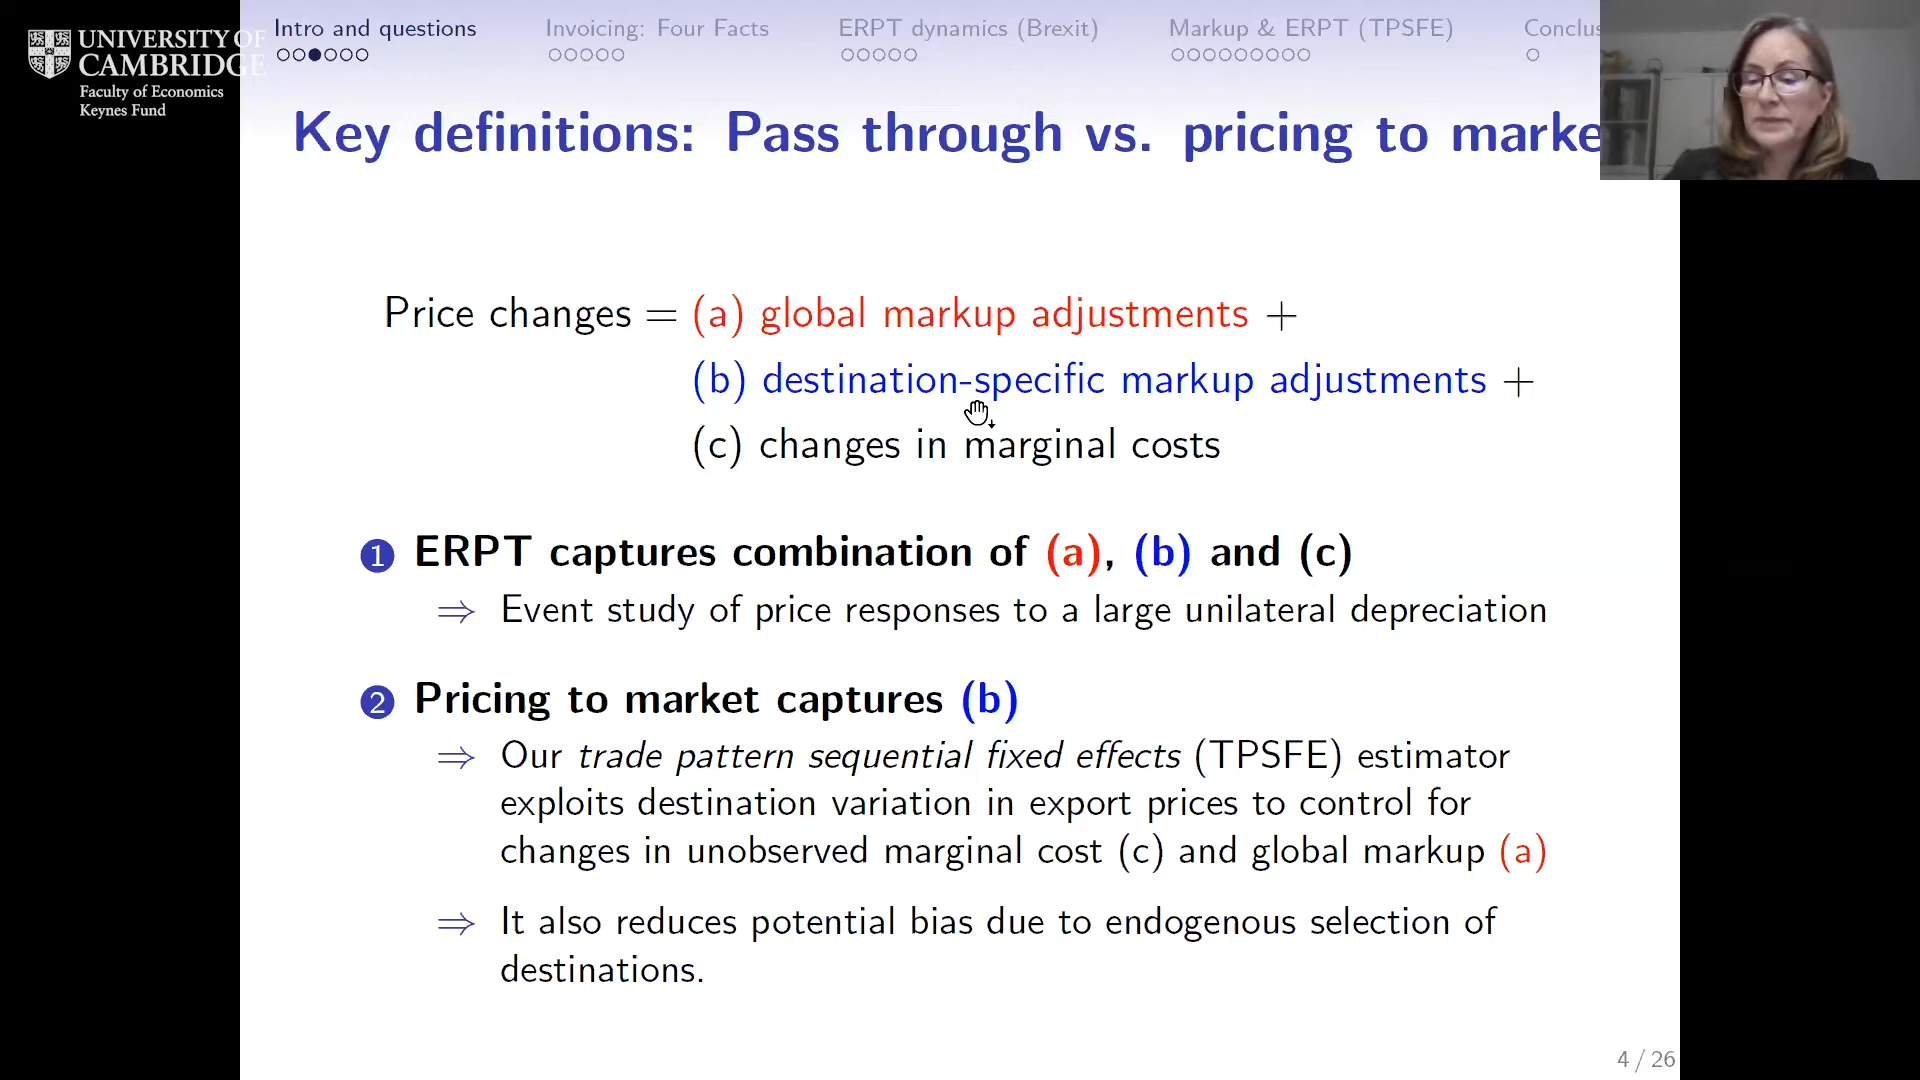 UNIVERSITY OF
CAMBRIDGE
Faculty of Economics
Keynes Fund
Intro and questions
Invoicing: Four Facts
ERPT dynamics (Brexit)
Markup & ERPT (TPSFE)
Conclus
Key definitions: Pass through vs. pricing to marke
Price changes = (a) global markup adjustments +
(b) destination-specific markup adjustments +
(c) changes in marginal costs
1 ERPT captures combination of (a), (b) and (c)
⇒ Event study of price responses to a large unilateral depreciation
2 Pricing to market captures (b)
⇒ Our trade pattern sequential fixed effects (TPSFE) estimator
exploits destination variation in export prices to control for
changes in unobserved marginal cost (c) and global markup (a)
⇒ It also reduces potential bias due to endogenous selection of
destinations.
4 / 26